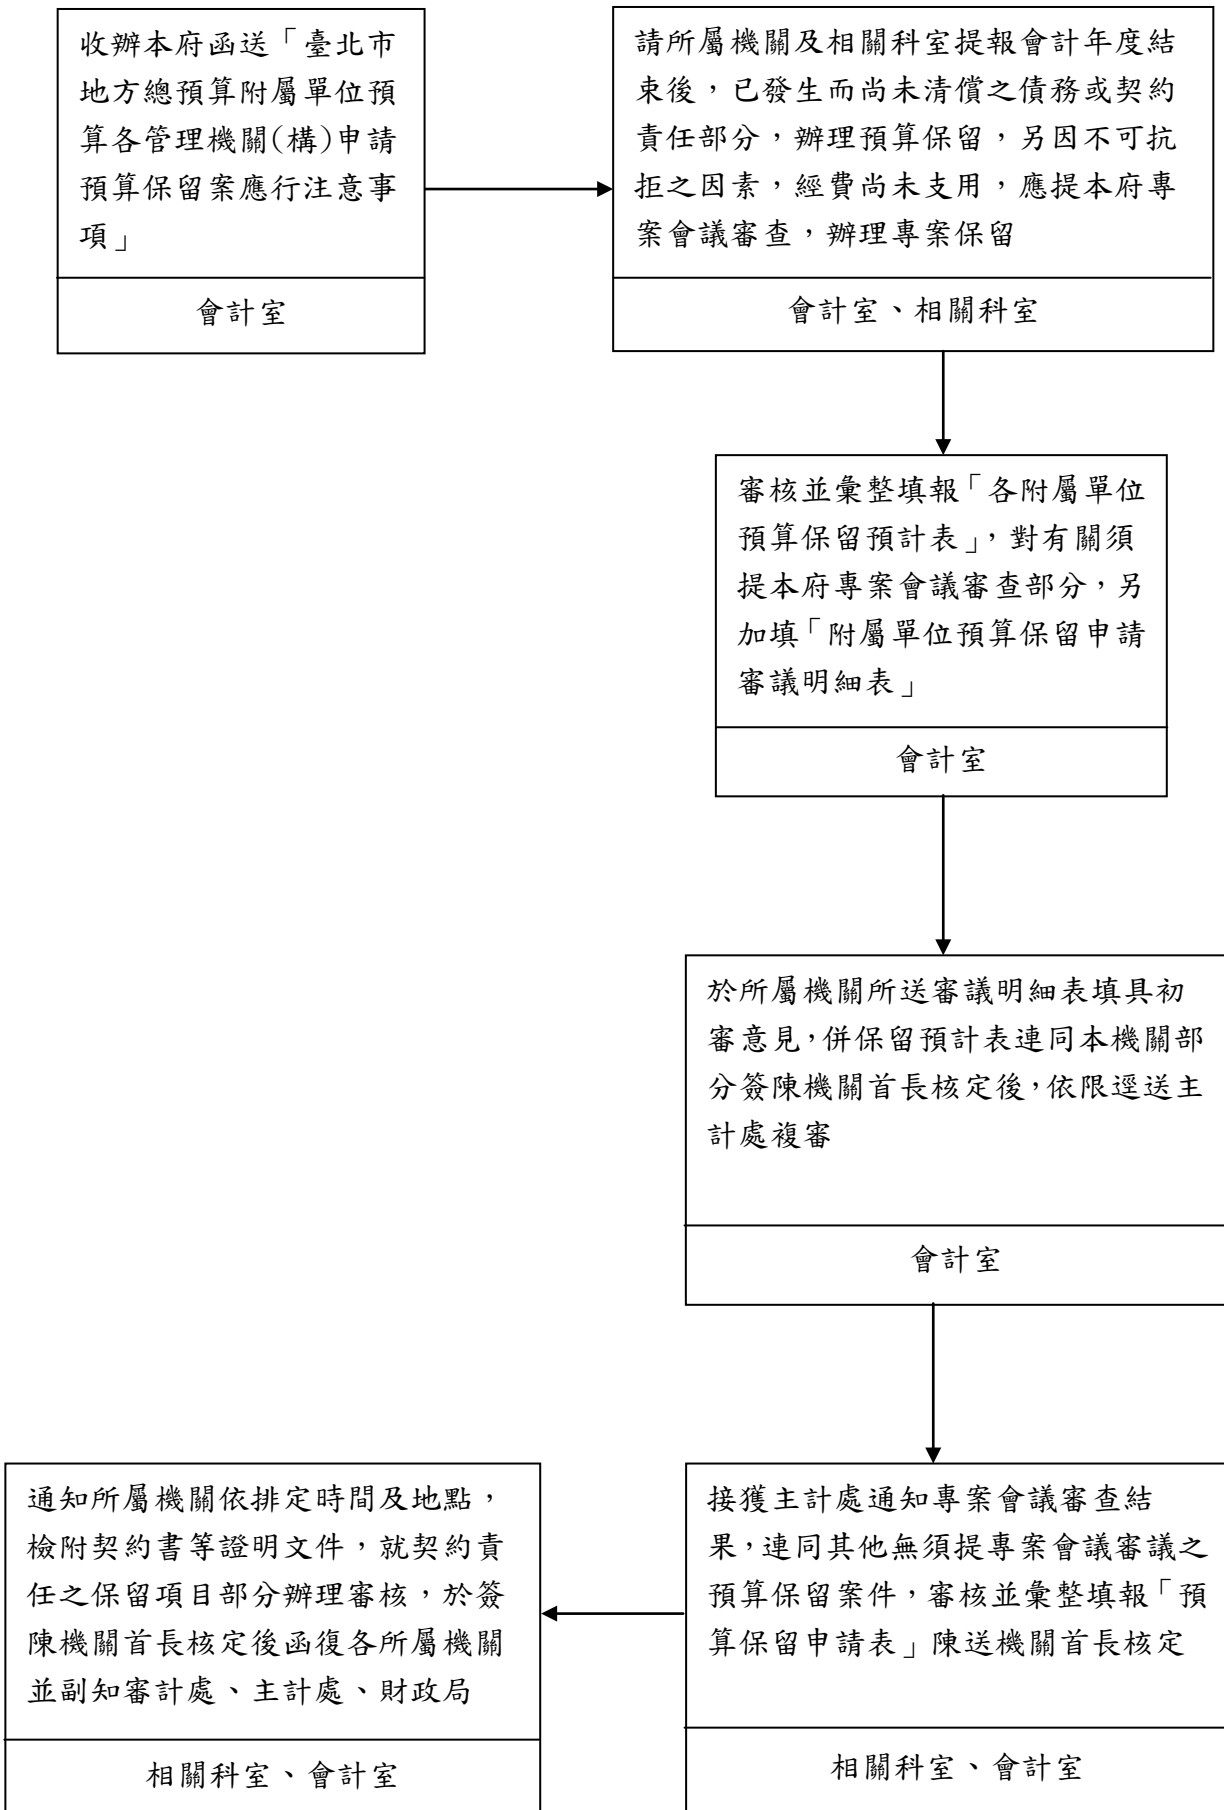 收辦本府函送「臺北市
地方總預算附屬單位預
算各管理機關(構)申請
預算保留案應行注意事
項」
會計室
請所屬機關及相關科室提報會計年度結
束後，已發生而尚未清償之債務或契約
責任部分，辦理預算保留，另因不可抗
拒之因素，經費尚未支用，應提本府專
案會議審查，辦理專案保留
會計室、相關科室
審核並彙整填報「各附屬單位
預算保留預計表」，對有關須
提本府專案會議審查部分，另
加填「附屬單位預算保留申請
審議明細表」
會計室
於所屬機關所送審議明細表填具初
審意見，併保留預計表連同本機關部
分簽陳機關首長核定後，依限逕送主
計處複審
會計室
接獲主計處通知專案會議審查結
果，連同其他無須提專案會議審議之
預算保留案件，審核並彙整填報「預
算保留申請表」陳送機關首長核定
相關科室、會計室
通知所屬機關依排定時間及地點，
檢附契約書等證明文件，就契約責
任之保留項目部分辦理審核，於簽
陳機關首長核定後函復各所屬機關
並副知審計處、主計處、財政局
相關科室、會計室